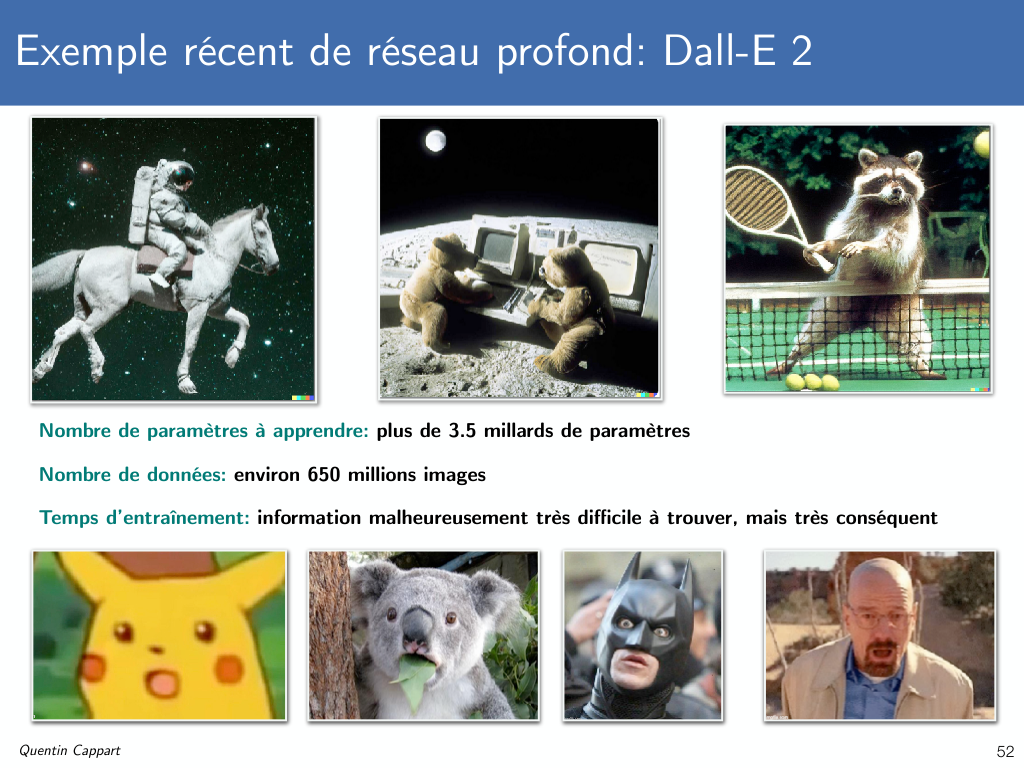 Exemple récent de réseau profond: Dall-E 2
Nombre de paramètres à apprendre: plus de 3.5 millards de paramètres
Nombre de données: environ 650 millions images
Temps d'entraînement: information malheureusement très difficile à trouver, mais très conséquent
Quentin Cappart
52